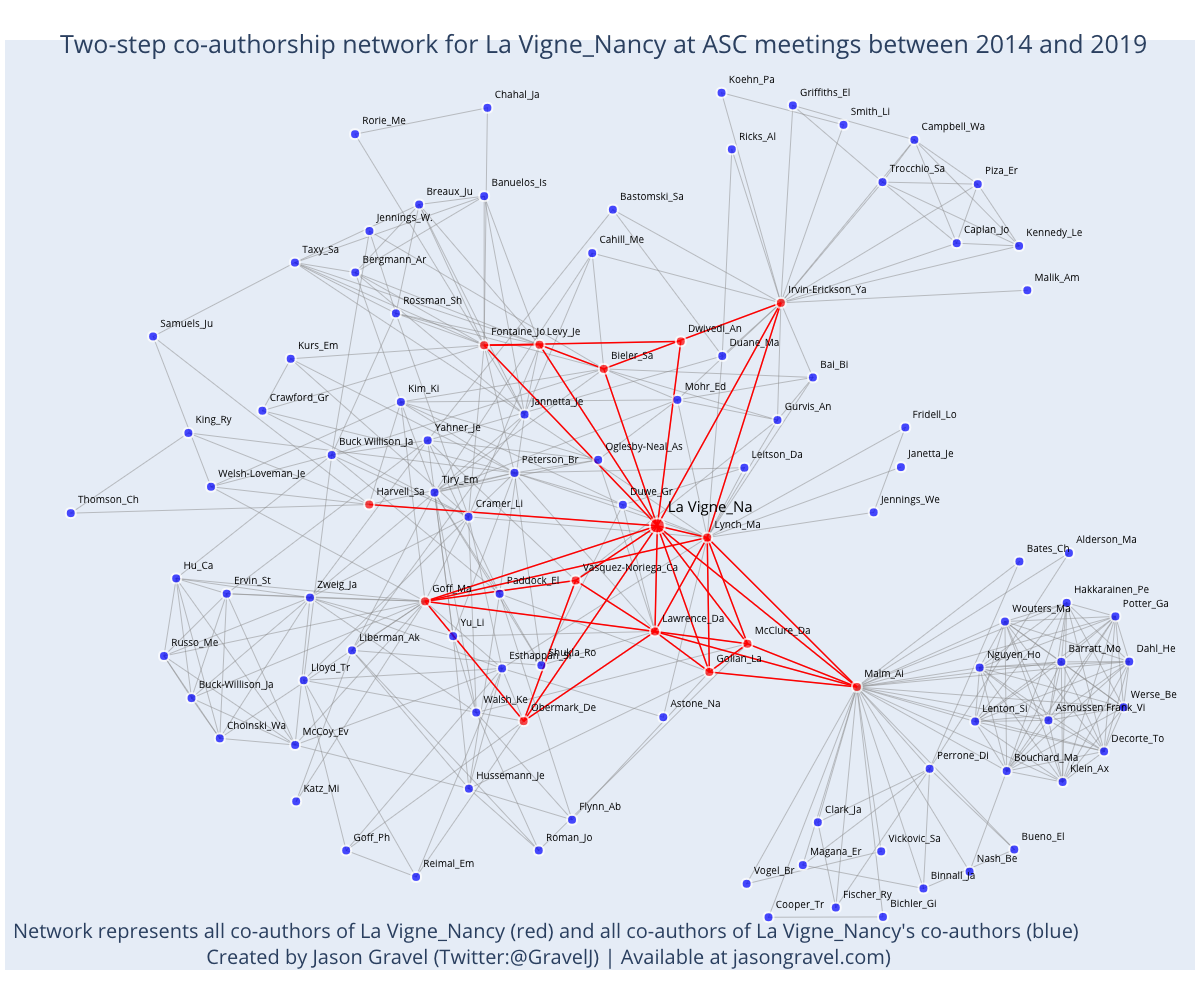 Two-step co-authorship network for La Vigne_Nancy at ASC meetings between 2014 and 2019
Koehn_Pa
Chahal_Ja
Griffiths_El
Smith_Li
Rorie_Me
Campbell_Wa
Ricks_Al
Trocchio_Sa
Piza_Er
Banuelos_Is
Breaux_Ju
Bastomski_Sa
Jennings_W.
Caplan_Jo
Kennedy_Le
Cahill_Me
Taxy_Sa
Bergmann_Ar
Malik_Am
Irvin-Erickson_Ya
Rossman_Sh
Samuels_Ju
Fontaine_Jo
Levy_Je
Dwivedi_An
Duane_Ma
Kurs_Em
Bieler_Sa
Bai_Bi
Kim_Ki
Mohr_Ed
Crawford_Gr
Jannetta_Je
Gurvis_An
Fridell_Lo
King_Ry
Yahner_Je
Buck Willison_Ja
Oglesby-Neal_As
Peterson_Br
Leitson_Da
Janetta_Je
Welsh-Loveman_Je
Tiry_Em
Harvell_Sa
Duwe_Gr
Thomson_Ch
Cramer_Li
La Vigne_Na
Jennings_We
Lynch_Ma
Alderson_Ma
Bates_Ch
Hu_Ca
Vasquez-Noriega_Ca
Ervin_St
Zweig_Ja
Goff_Ma
Paddock_El
Hakkarainen_Pe
Wouters_Ma
Potter_Ga
Lawrence_Da
Yu_Li
McClure_Da
Russo_Me
Liberman_Ak
Esthappan_Si
Shukla_Ro
Golian_La
Nguyen_Ho
Barratt_Mo
Dahl_He
Lloyd_Tr
Malm_Al
Buck-Willison_Ja
Walsh_Ke
Obermark_De
Astone_Na
Lenton_Si
Asmussen Frank_Vi
Werse_Be
Choinski_Wa
McCoy_Ev
Decorte_To
Perrone_Di
Bouchard_Ma
Klein_Ax
Hussemann_Je
Katz_Mi
Flynn_Ab
Clark_Ja
Goff_Ph
Roman_Jo
Magana_Er
Vickovic_Sa
Bueno_El
Reimal_Em
Vogel_Br
Nash_Be
Binnall_Ja
Fischer_Ry
Cooper_Tr
Bichler_Gi
Network represents all co-authors of La Vigne_Nancy (red) and all co-authors of La Vigne_Nancy's co-authors (blue)
Created by Jason Gravel (Twitter:@GravelJ) | Available at jasongravel.com)